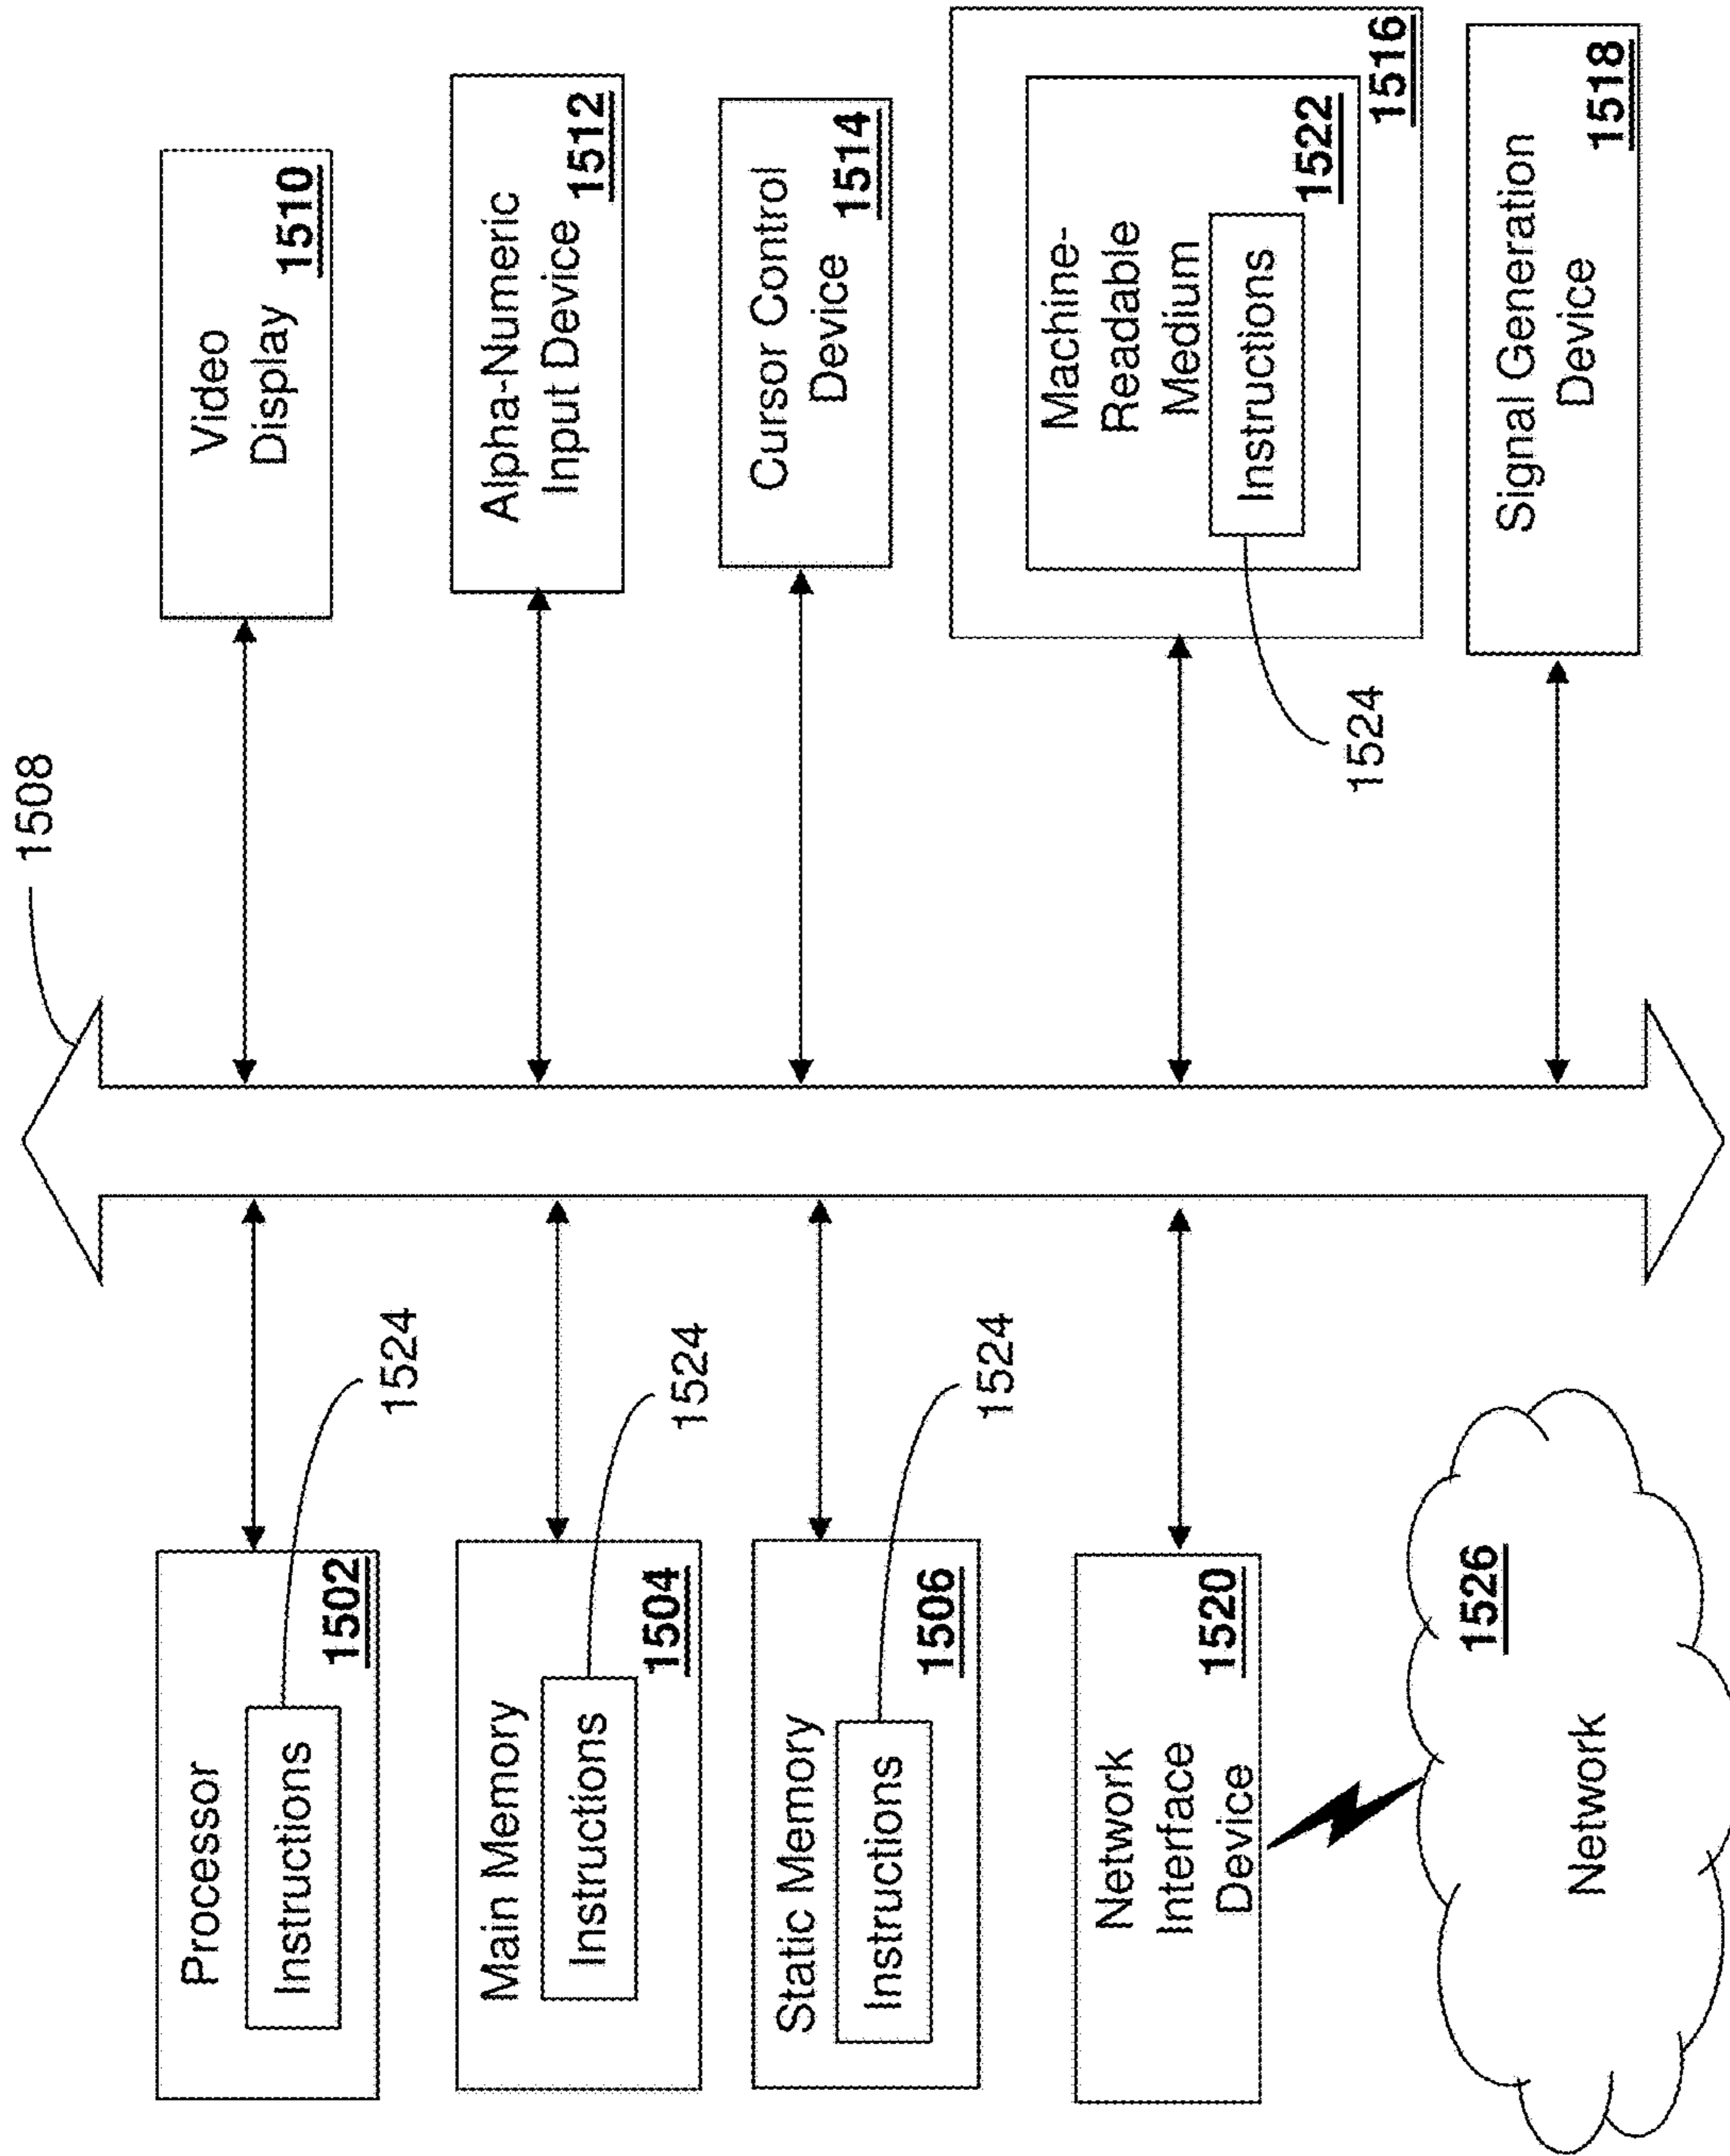 1508
Processor
Instructions
1502
1524
Main Memory
Instructions
1504
1524
Static Memory
Instructions
1506
1524
Network
Interface
Device
1520
1526
Network
Video
Display
1510
Alpha-Numeric
Input Device
1512
Cursor Control
Device
1514
Machine-
Readable
Medium
1522
Instructions
1516
1524
Signal Generation
Device
1518